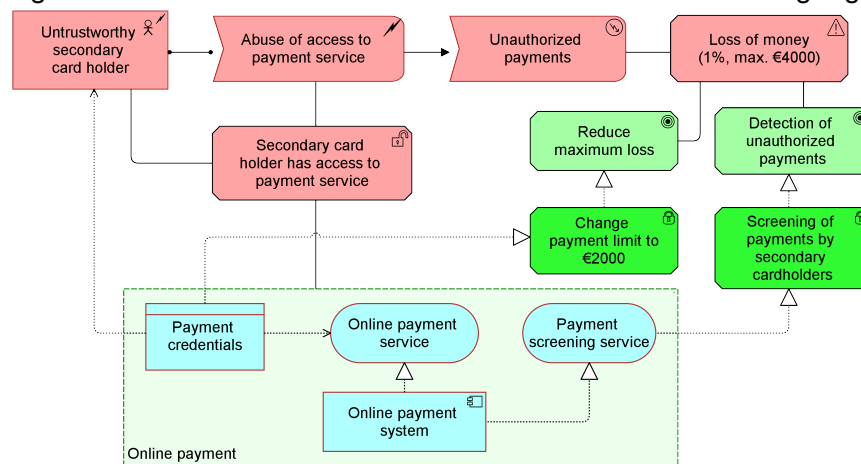 Untrustworthy
secondary
card holder
Abuse of access to
payment service
Unauthorized
payments
Loss of money
(1%, max. €4000)
Secondary card
holder has access to
payment service
Reduce
maximum loss
Detection of
unauthorized
payments
Change
payment limit to
€2000
Screening of
payments by
secondary
cardholders
Payment
credentials
Online payment
service
Payment
screening service
Online payment
system
Online payment